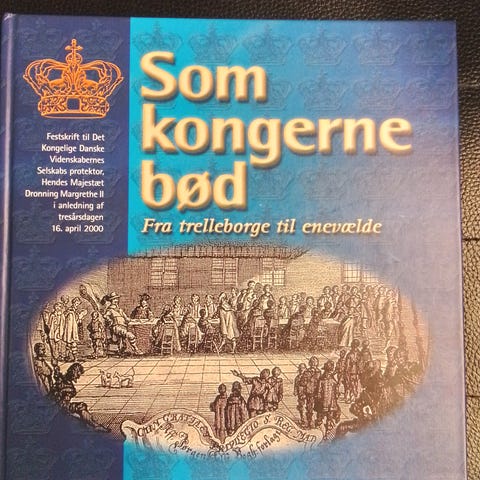 Som
kongerne
bød
Fra trelleborge til enevælde
Festskrift til Det
Kongelige Danske
Videnskabernes
Selskabs protektor,
Hendes Majestæt
Dronning Margrethe II
i anledning af
tresårsdagen
16. april 2000